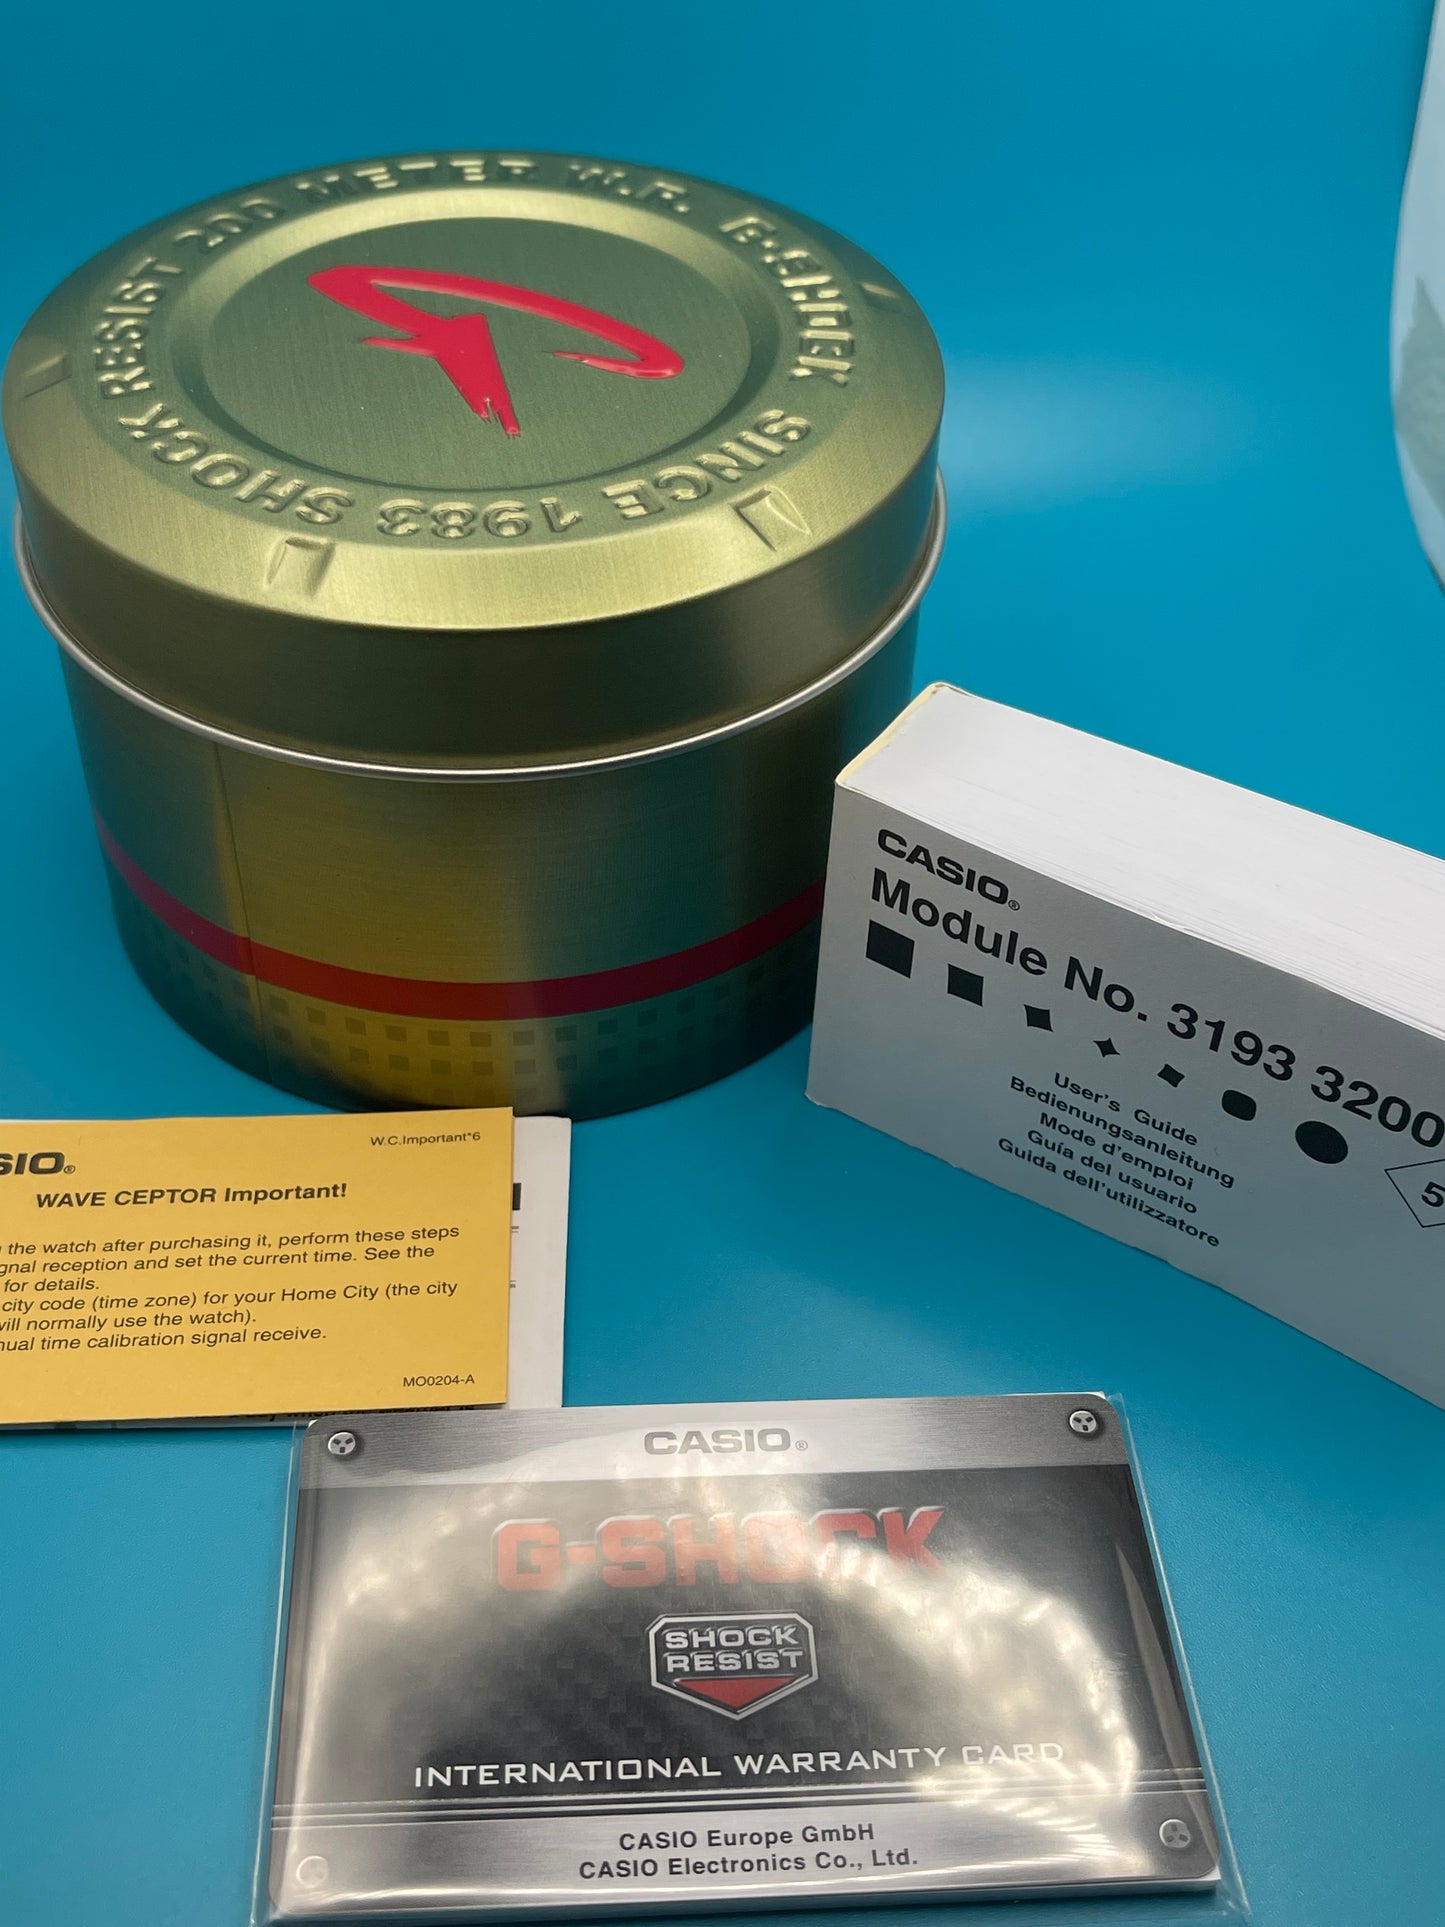 SHOCK RESIST 200 METER W.R. G-SHOCK SINCE 1983
CASIO®
Module No. 3193 3200
User's Guide
Bedienungsanleitung
Mode d'emploi
Guía del usuario
Guida dell'utilizzatore
5
W.C.Important*6
SIO®
WAVE CEPTOR Important!
the watch after purchasing it, perform these steps
gnal reception and set the current time. See the
for details.
city code (time zone) for your Home City (the city
will normally use the watch).
nual time calibration signal receive.
MO0204-A
CASIO®
G-SHOCK
SHOCK
RESIST
INTERNATIONAL WARRANTY CARD
CASIO Europe GmbH
CASIO Electronics Co., Ltd.